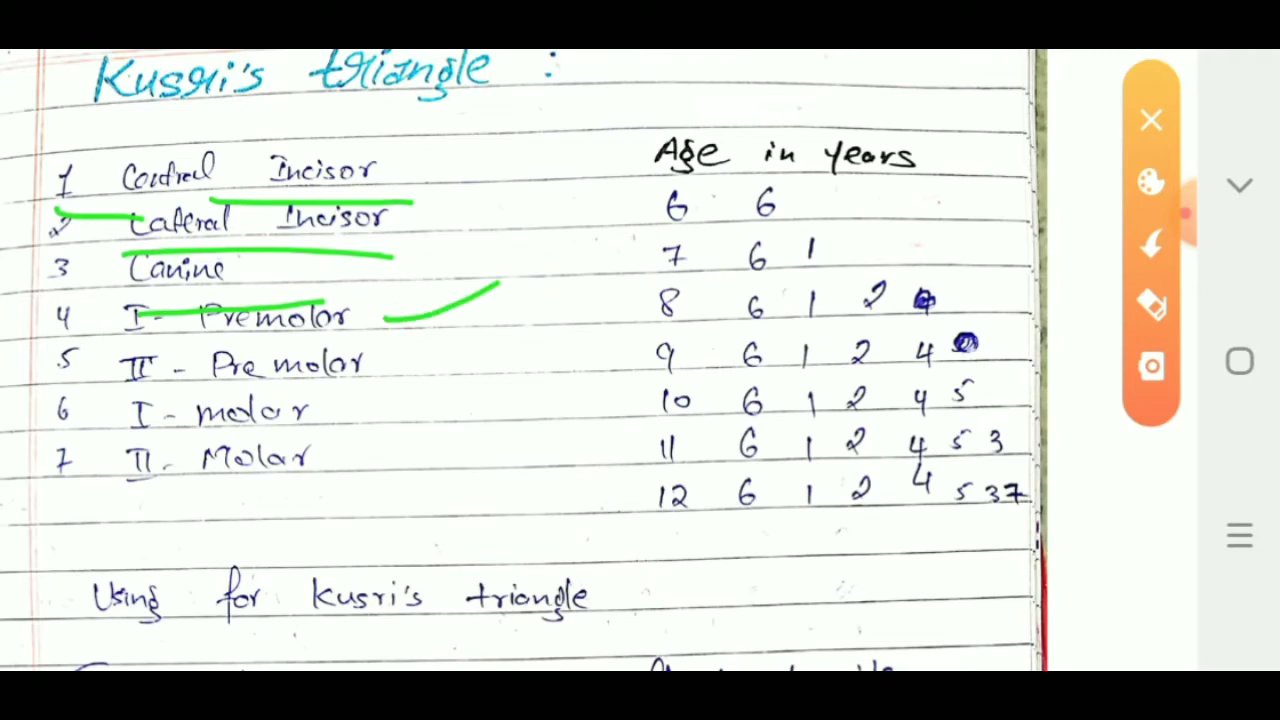 Kusri's triangle :
Age in years
1 Central Incisor
6 6
2 Lateral Incisor
7 6 1
3 Canine
8 6 1 2
4 I - Premolar
9 6 1 2 4
5 II - Premolar
10 6 1 2 4 5
6 I - molar
11 6 1 2 4 5 3
7 II - Molar
12 6 1 2 4 5 3 7
Using for Kusri's triangle